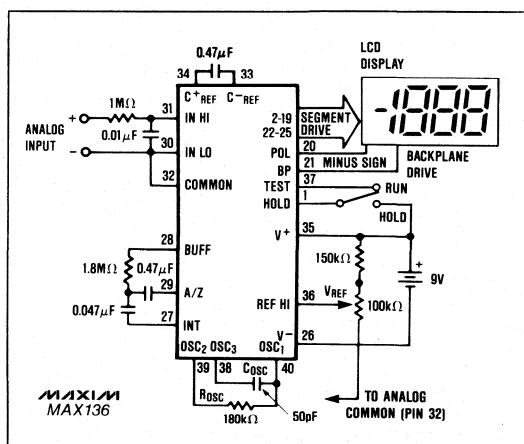 LCD
DISPLAY
0.47µF
34 33
C+REF C-REF
1MΩ
31
IN HI
+
ANALOG
INPUT
-
0.01µF
30
IN LO
32
COMMON
2-19
22-25
SEGMENT
DRIVE
-1888
POL
20
MINUS SIGN
BP
21
BACKPLANE
DRIVE
TEST
37
RUN
HOLD
1
HOLD
V+
35
150kΩ
+
9V
28
BUFF
1.8MΩ
0.47µF
29
A/Z
0.047µF
27
INT
REF HI
36
VREF
100kΩ
V-
26
OSC2 OSC3 OSC1
39 38 40
COSC
ROSC
50pF
180kΩ
TO ANALOG
COMMON (PIN 32)
MAXIM
MAX136